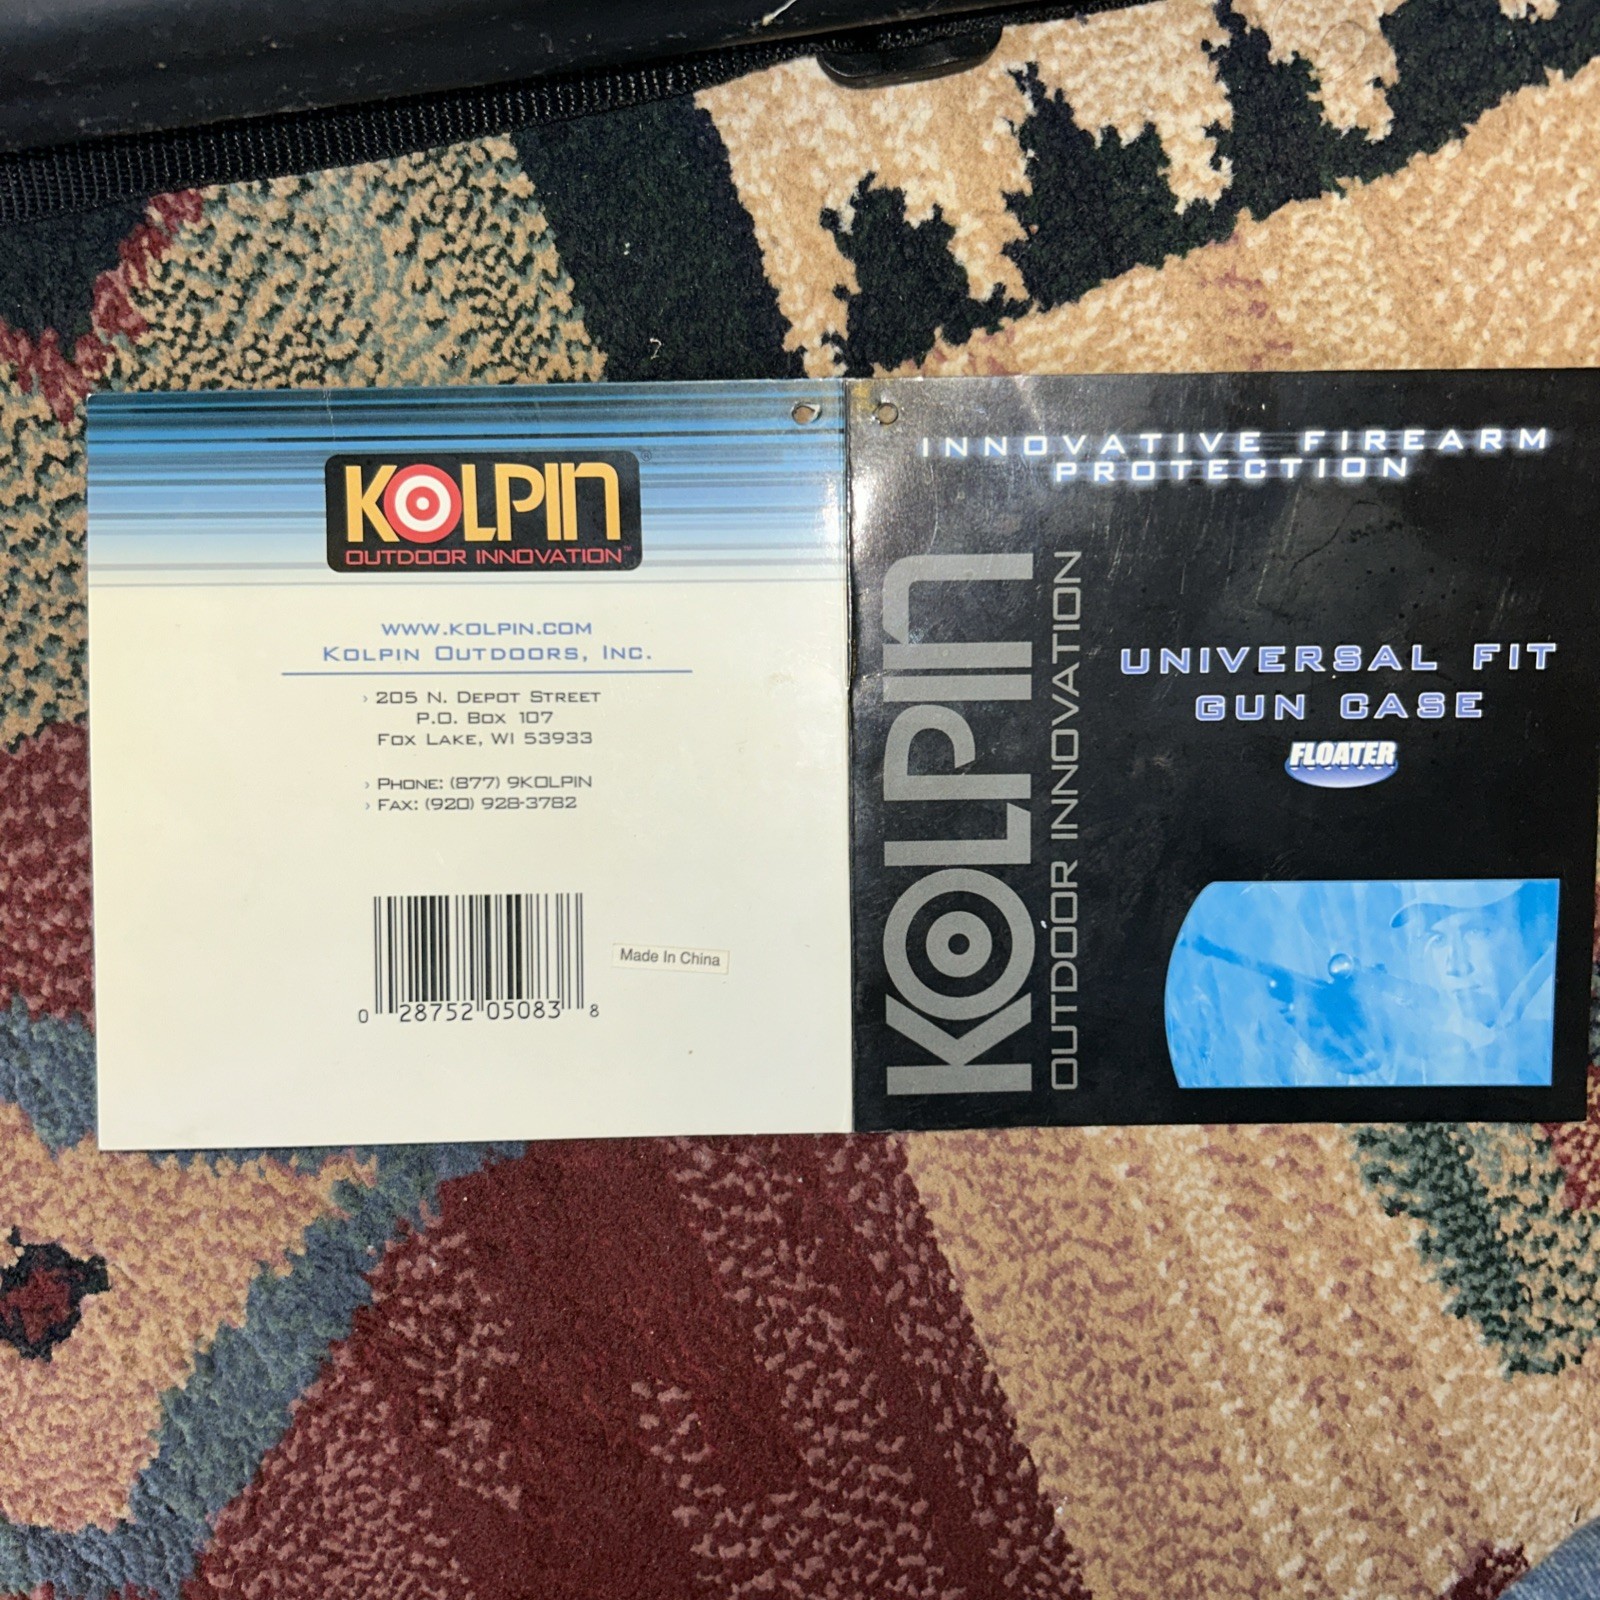 KOLPIN®
OUTDOOR INNOVATION™
WWW.KOLPIN.COM
KOLPIN OUTDOORS, INC.
› 205 N. DEPOT STREET
P.O. BOX 107
FOX LAKE, WI 53933
› PHONE: (877) 9KOLPIN
› FAX: (920) 928-3782
Made In China
0 28752 05083 8
INNOVATIVE FIREARM
PROTECTION
KOLPIN
OUTDOOR INNOVATION
UNIVERSAL FIT
GUN CASE
FLOATER